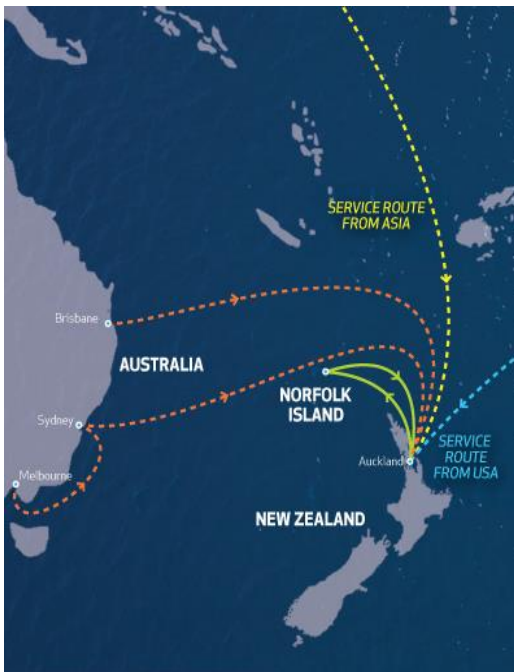 SERVICE ROUTE
FROM ASIA
Brisbane
AUSTRALIA
NORFOLK
ISLAND
Sydney
Auckland
SERVICE
ROUTE
FROM USA
Melbourne
NEW ZEALAND